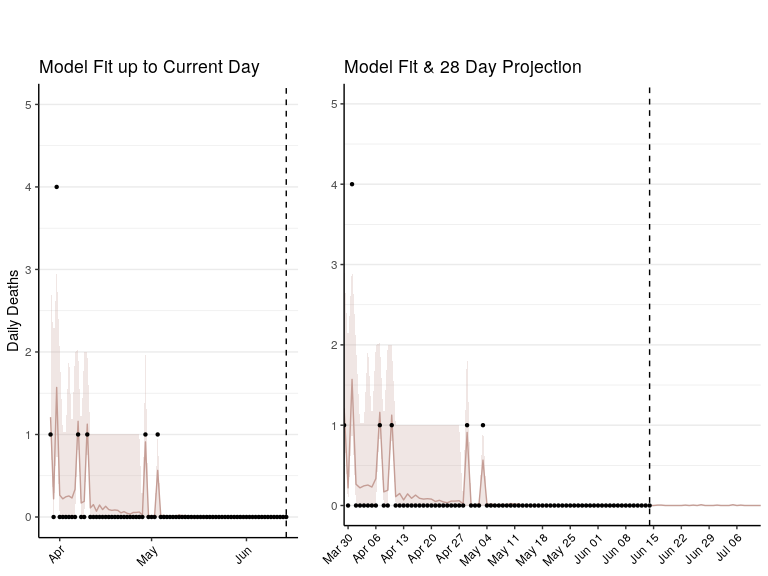 Model Fit up to Current Day
Model Fit & 28 Day Projection
Daily Deaths
5
4
3
2
1
0
Apr
May
Jun
5
4
3
2
1
0
Mar 30
Apr 06
Apr 13
Apr 20
Apr 27
May 04
May 11
May 18
May 25
Jun 01
Jun 08
Jun 15
Jun 22
Jun 29
Jul 06